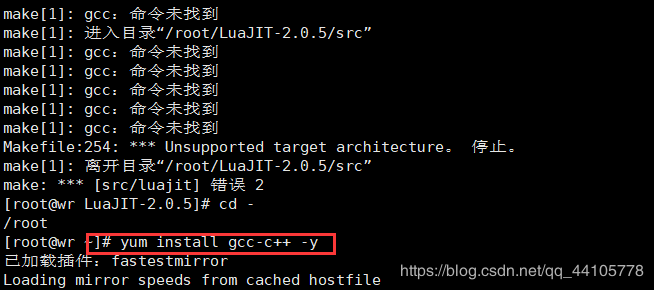 make[1]: gcc：命令未找到
make[1]: 进入目录“/root/LuaJIT-2.0.5/src”
make[1]: gcc：命令未找到
make[1]: gcc：命令未找到
make[1]: gcc：命令未找到
make[1]: gcc：命令未找到
make[1]: gcc：命令未找到
Makefile:254: *** Unsupported target architecture。 停止。
make[1]: 离开目录“/root/LuaJIT-2.0.5/src”
make: *** [src/luajit] 错误 2
[root@wr LuaJIT-2.0.5]# cd -
/root
[root@wr ~]# yum install gcc-c++ -y
已加载插件：fastestmirror
Loading mirror speeds from cached hostfile
https://blog.csdn.net/qq_44105778